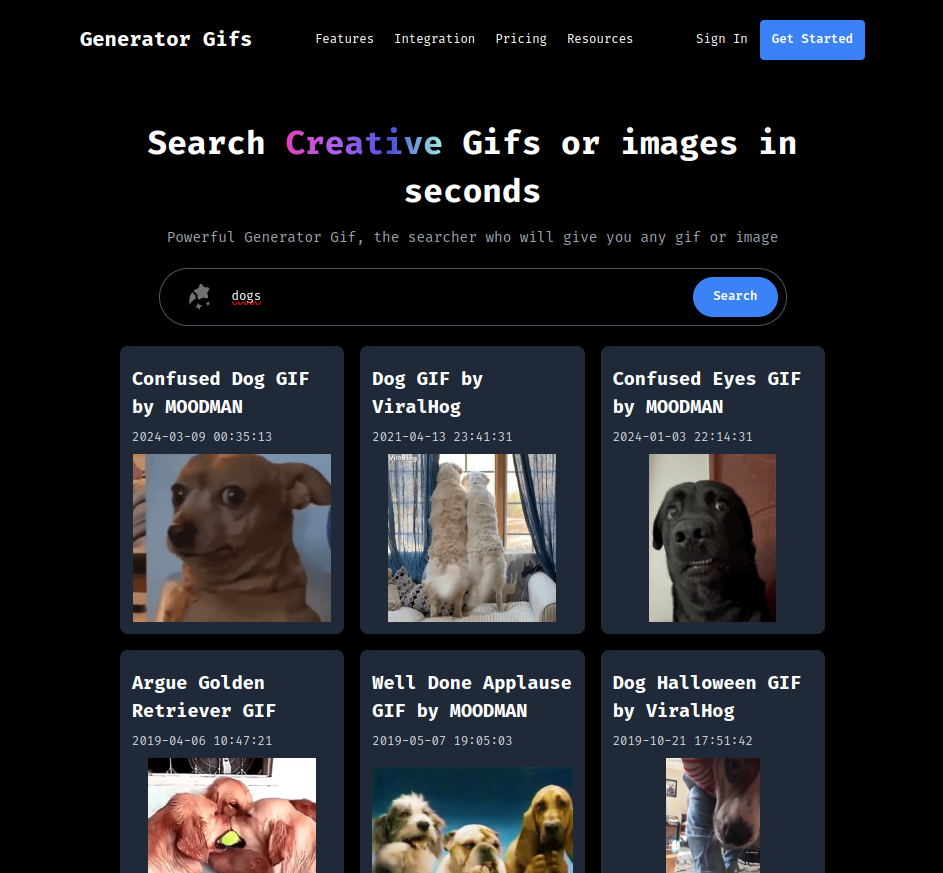 Generator Gifs
Features Integration Pricing Resources
Sign In Get Started
Search Creative Gifs or images in
seconds
Powerful Generator Gif, the searcher who will give you any gif or image
dogs
Search
Confused Dog GIF
by MOODMAN
2024-03-09 00:35:13
Dog GIF by
ViralHog
2021-04-13 23:41:31
ViralHog
Confused Eyes GIF
by MOODMAN
2024-01-03 22:14:31
Argue Golden
Retriever GIF
2019-04-06 10:47:21
Well Done Applause
GIF by MOODMAN
2019-05-07 19:05:03
Dog Halloween GIF
by ViralHog
2019-10-21 17:51:42